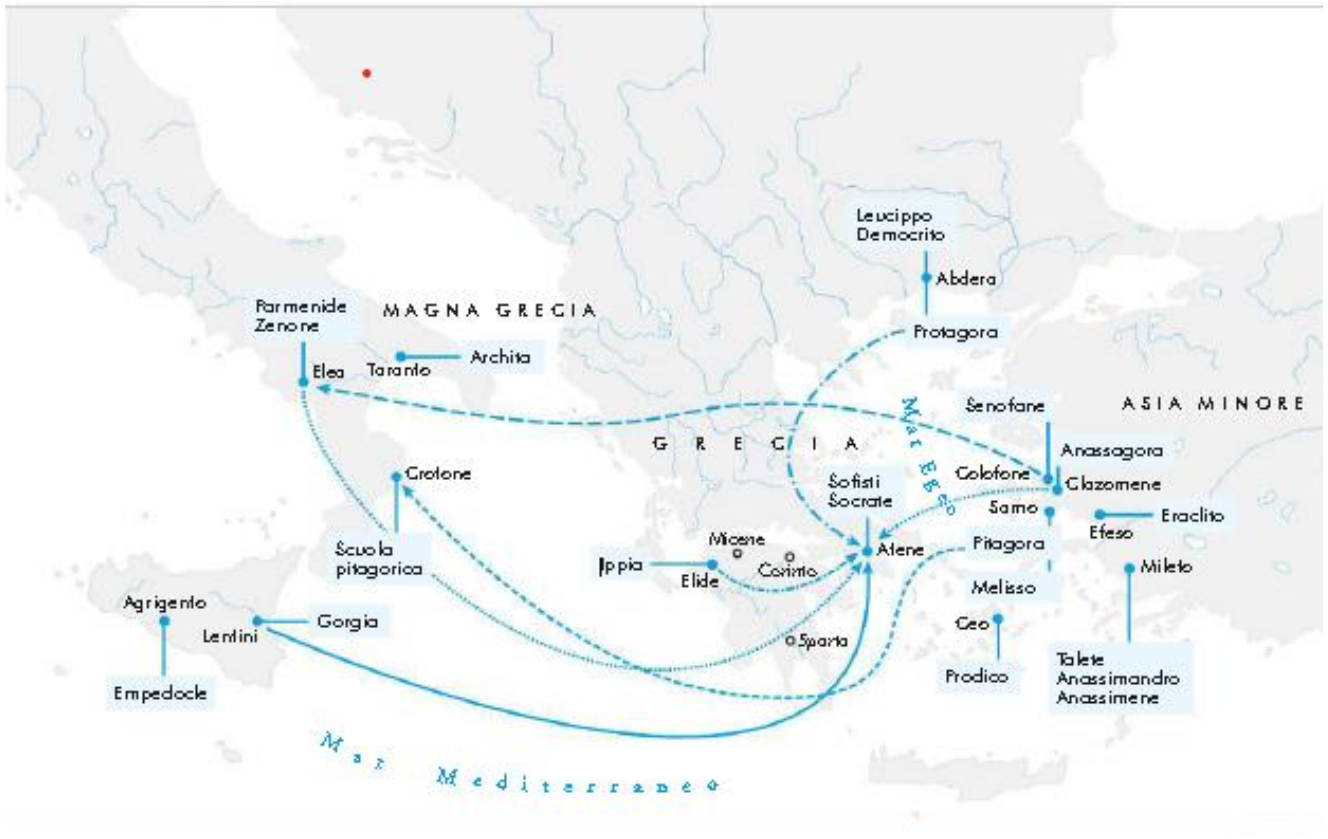 Leucippo
Democrito
Abdera
Protagora
Parmenide
Zenone
MAGNA GRECIA
Elea
Taranto
Archita
Mar Egeo
Senofane
ASIA MINORE
GRECIA
Anassagora
Colofone
Clazomene
Crotone
Sofisti
Socrate
Samo
Efeso
Eraclito
Micene
Atene
Pitagora
Scuola
pitagorica
Ippia
Elide
Corinto
Mileto
Melisso
Agrigento
Lentini
Gorgia
Ceo
Sparta
Prodico
Talete
Anassimandro
Anassimene
Empedocle
Mar Mediterraneo